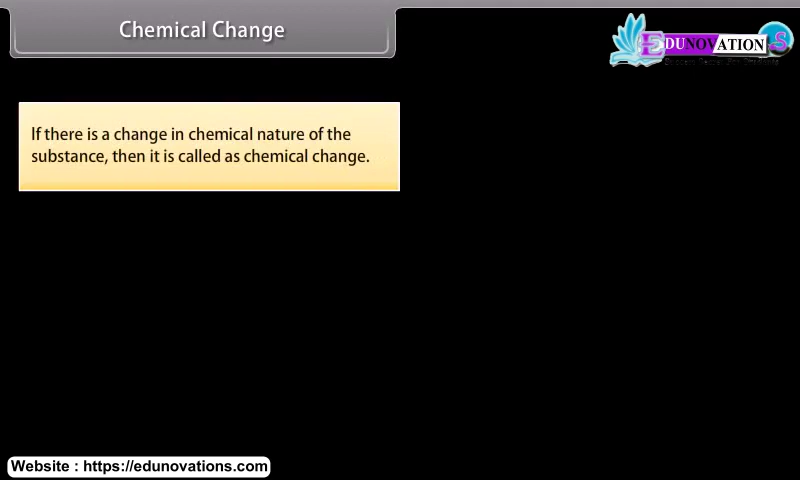 Chemical Change
EDUNOVATION.S
If there is a change in chemical nature of the
substance, then it is called as chemical change.
Website : https://edunovations.com